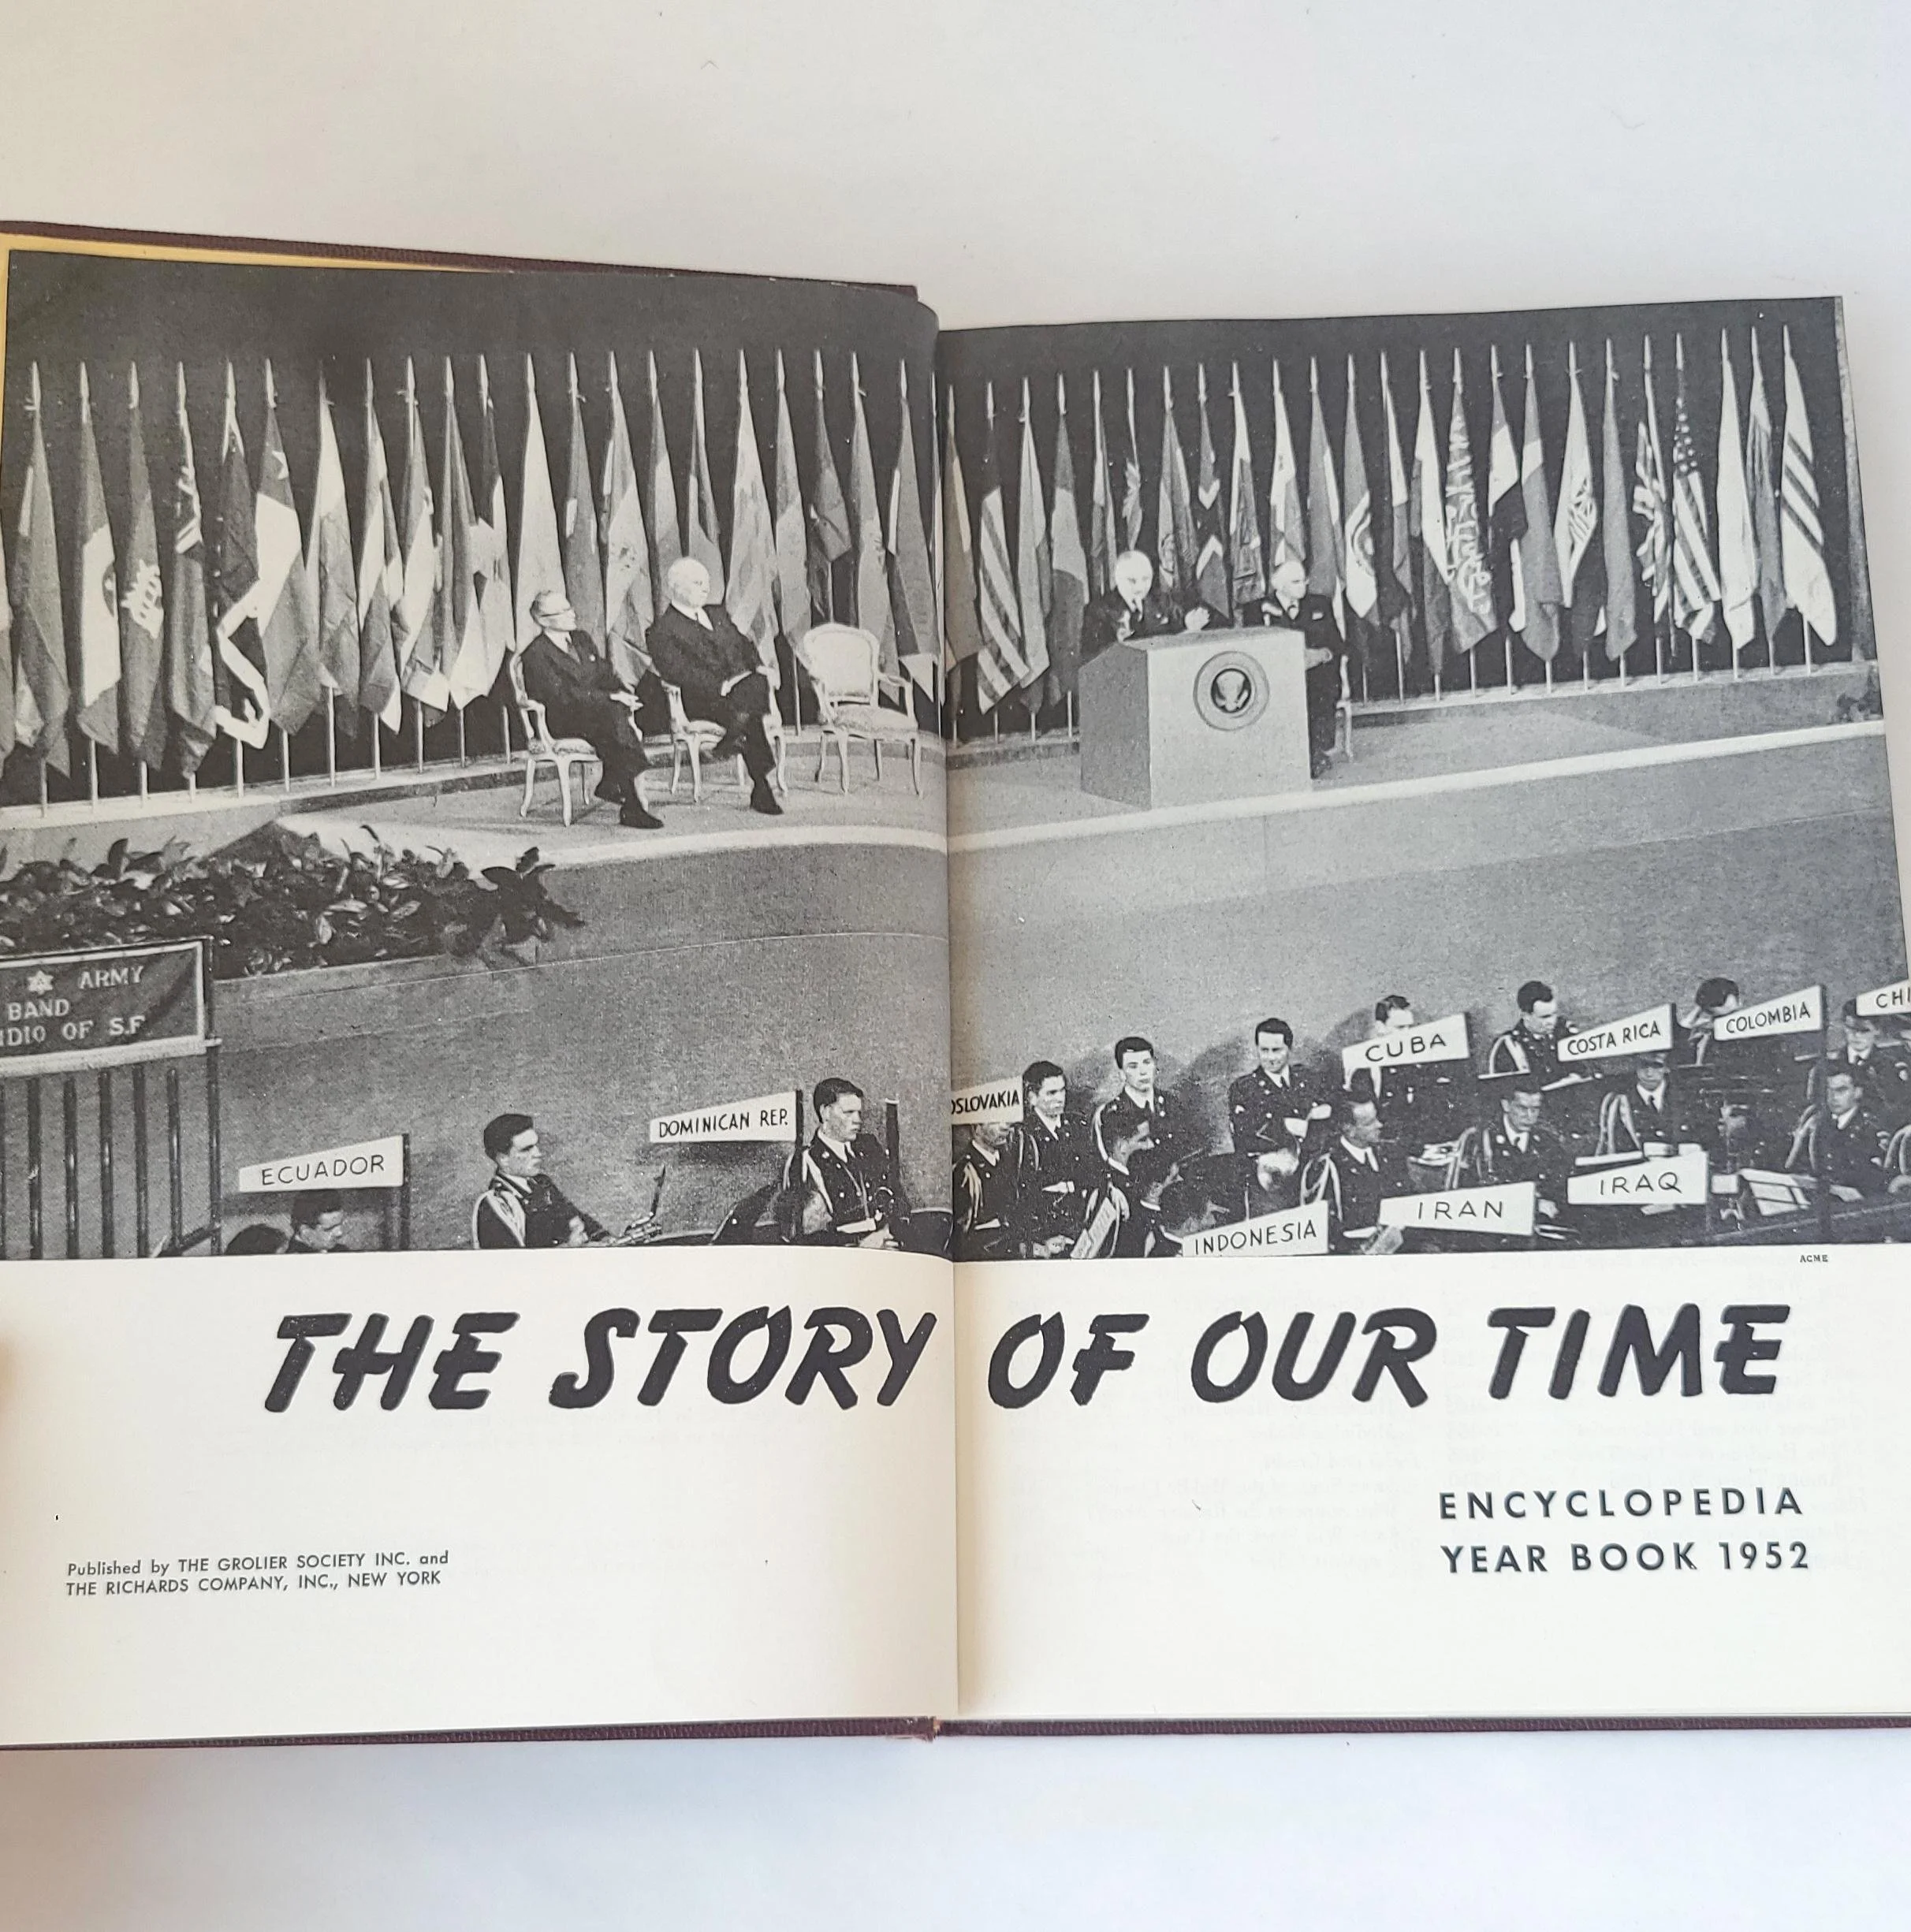 ARMY
BAND
OF S.F.
ECUADOR
DOMINICAN REP.
OSLOVAKIA
CUBA
COSTA RICA
COLOMBIA
CHI
INDONESIA
IRAN
IRAQ
ACME
THE STORY OF OUR TIME
ENCYCLOPEDIA
YEAR BOOK 1952
Published by THE GROLIER SOCIETY INC. and
THE RICHARDS COMPANY, INC., NEW YORK